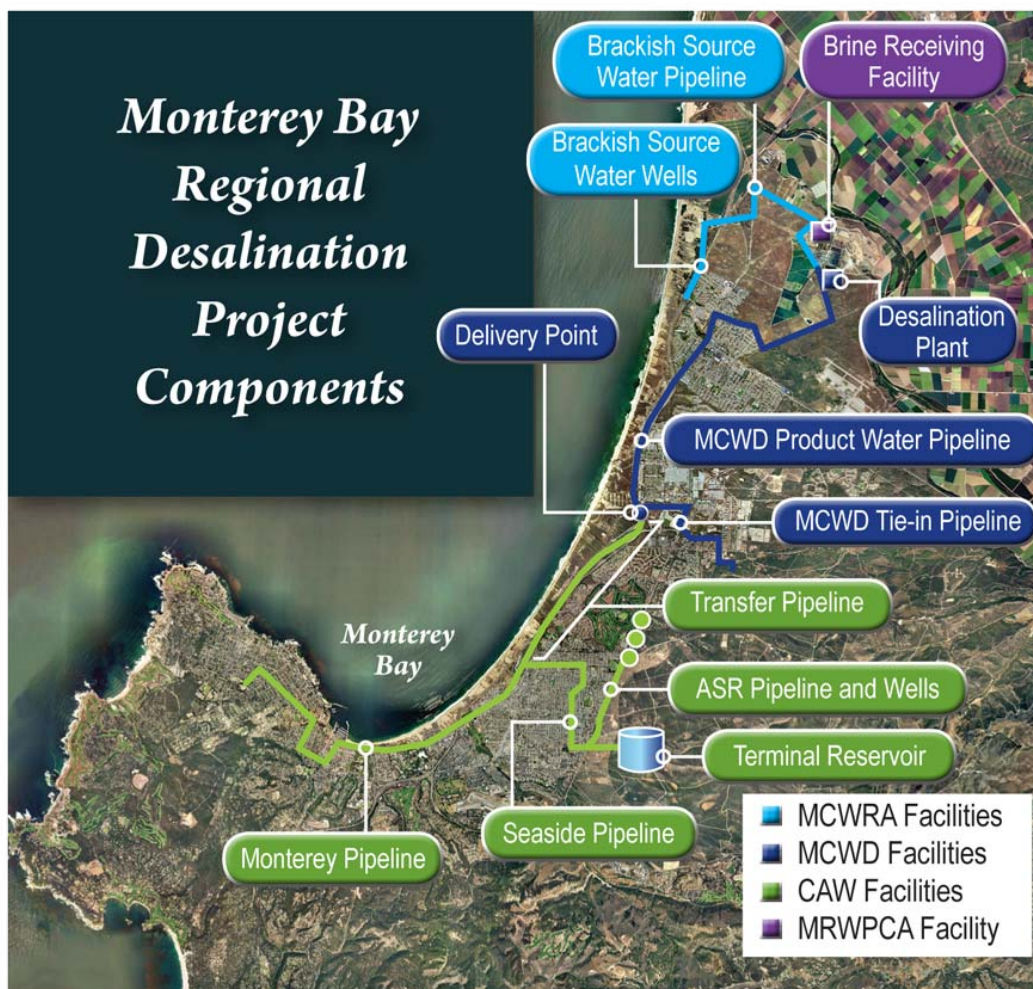 Monterey Bay
Regional
Desalination
Project
Components
Brackish Source
Water Pipeline
Brine Receiving
Facility
Brackish Source
Water Wells
Delivery Point
Desalination
Plant
MCWD Product Water Pipeline
MCWD Tie-in Pipeline
Transfer Pipeline
Monterey
Bay
ASR Pipeline and Wells
Terminal Reservoir
Seaside Pipeline
Monterey Pipeline
MCWRA Facilities
MCWD Facilities
CAW Facilities
MRWPCA Facility